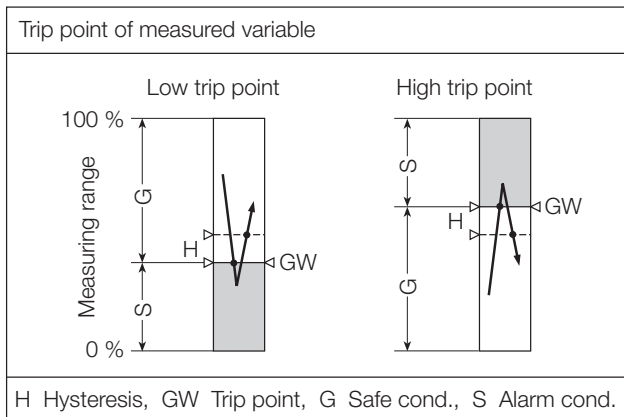 Trip point of measured variable
Low trip point
High trip point
100 %
Measuring range
0 %
G
S
H
GW
S
G
H
GW
H Hysteresis, GW Trip point, G Safe cond., S Alarm cond.